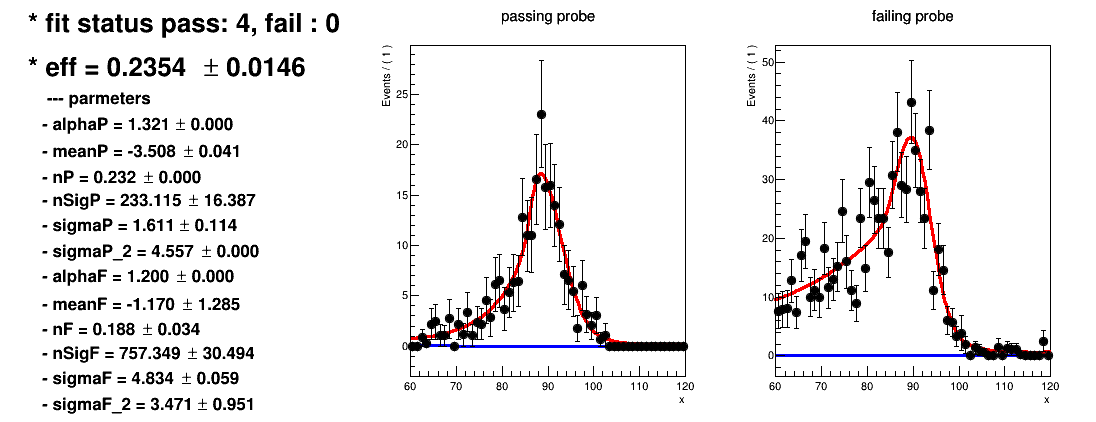 * fit status pass: 4, fail : 0
* eff = 0.2354 ± 0.0146
--- parmeters
- alphaP = 1.321 ± 0.000
- meanP = -3.508 ± 0.041
- nP = 0.232 ± 0.000
- nSigP = 233.115 ± 16.387
- sigmaP = 1.611 ± 0.114
- sigmaP_2 = 4.557 ± 0.000
- alphaF = 1.200 ± 0.000
- meanF = -1.170 ± 1.285
- nF = 0.188 ± 0.034
- nSigF = 757.349 ± 30.494
- sigmaF = 4.834 ± 0.059
- sigmaF_2 = 3.471 ± 0.951
passing probe
Events / ( 1 )
25
20
15
10
5
0
60 70 80 90 100 110 120
x
failing probe
Events / ( 1 )
50
40
30
20
10
0
60 70 80 90 100 110 120
x